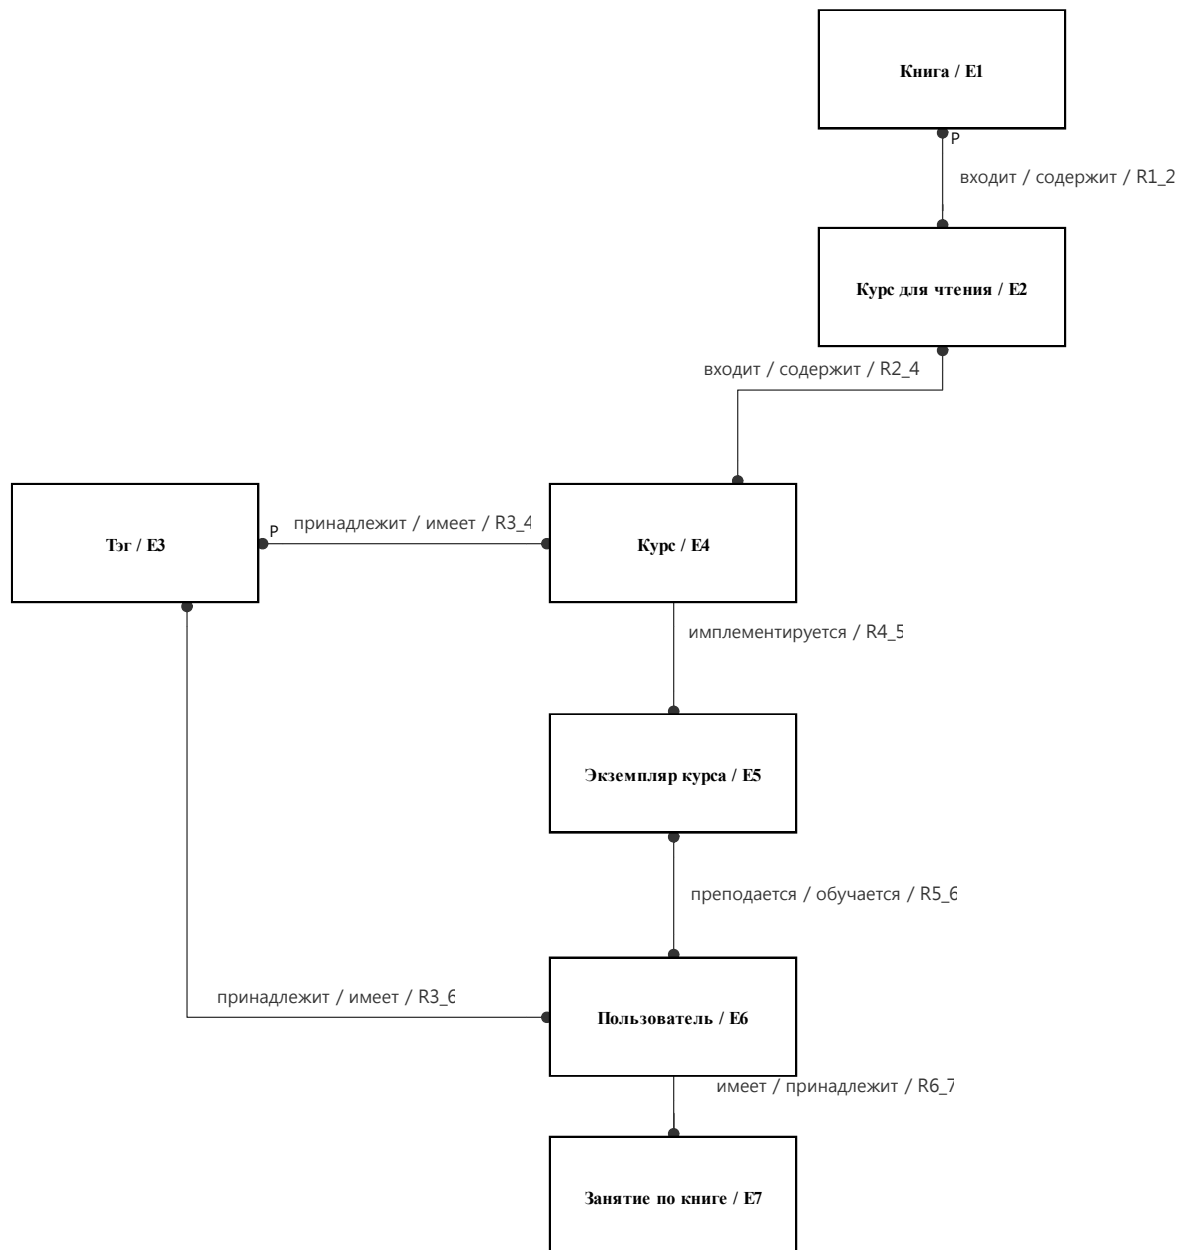 Книга / E1
P
входит / содержит / R1_2
Курс для чтения / E2
входит / содержит / R2_4
Тэг / E3
P
принадлежит / имеет / R3_4
Курс / E4
имплементируется / R4_5
Экземпляр курса / E5
преподается / обучается / R5_6
принадлежит / имеет / R3_6
Пользователь / E6
имеет / принадлежит / R6_7
Занятие по книге / E7